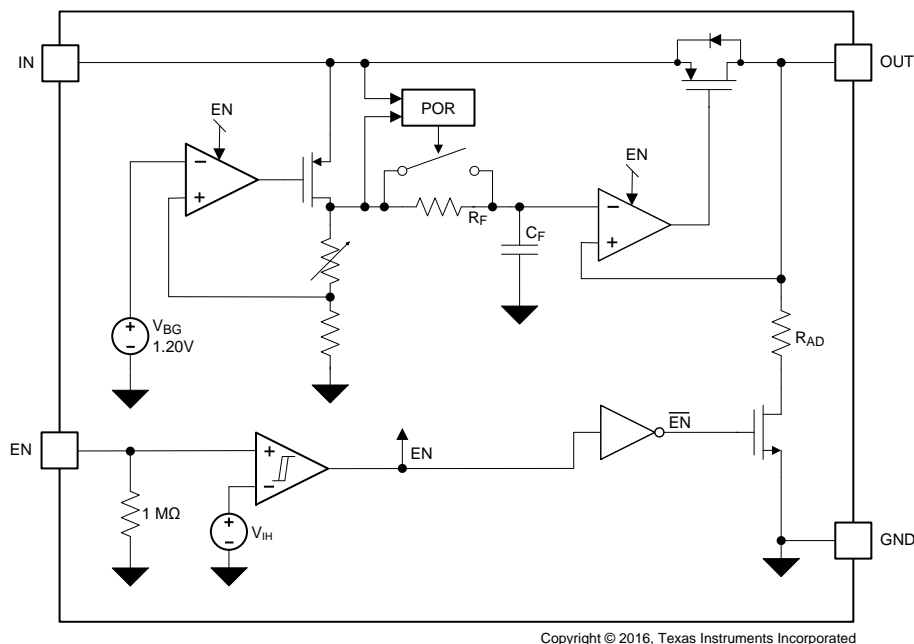 IN
OUT
POR
EN
EN
−
+
−
+
R_F
C_F
V_BG
1.20V
+
−
R_AD
EN
EN
E̅N̅
+
−
1 MΩ
+
−
V_IH
GND
Copyright © 2016, Texas Instruments Incorporated